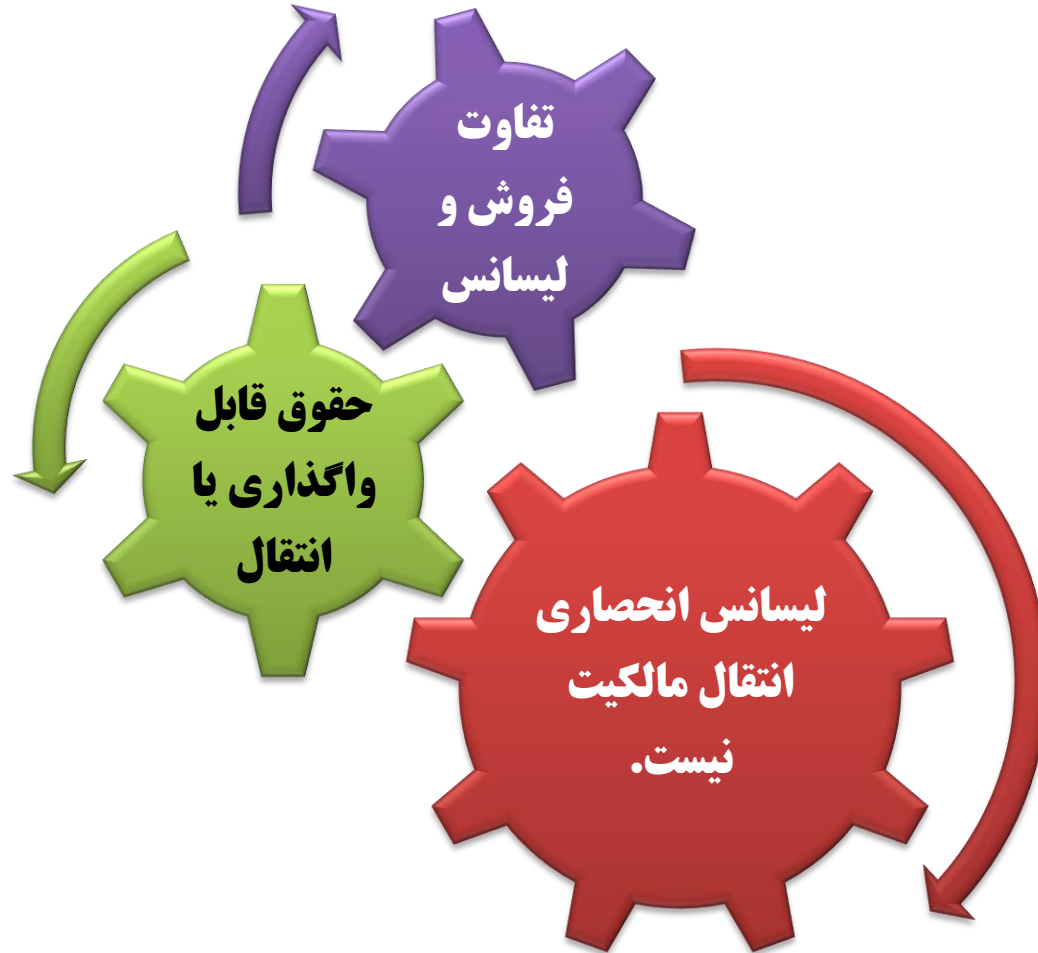 تفاوت
فروش و
لیسانس
حقوق قابل
واگذاری یا
انتقال
لیسانس انحصاری
انتقال مالکیت
نیست.